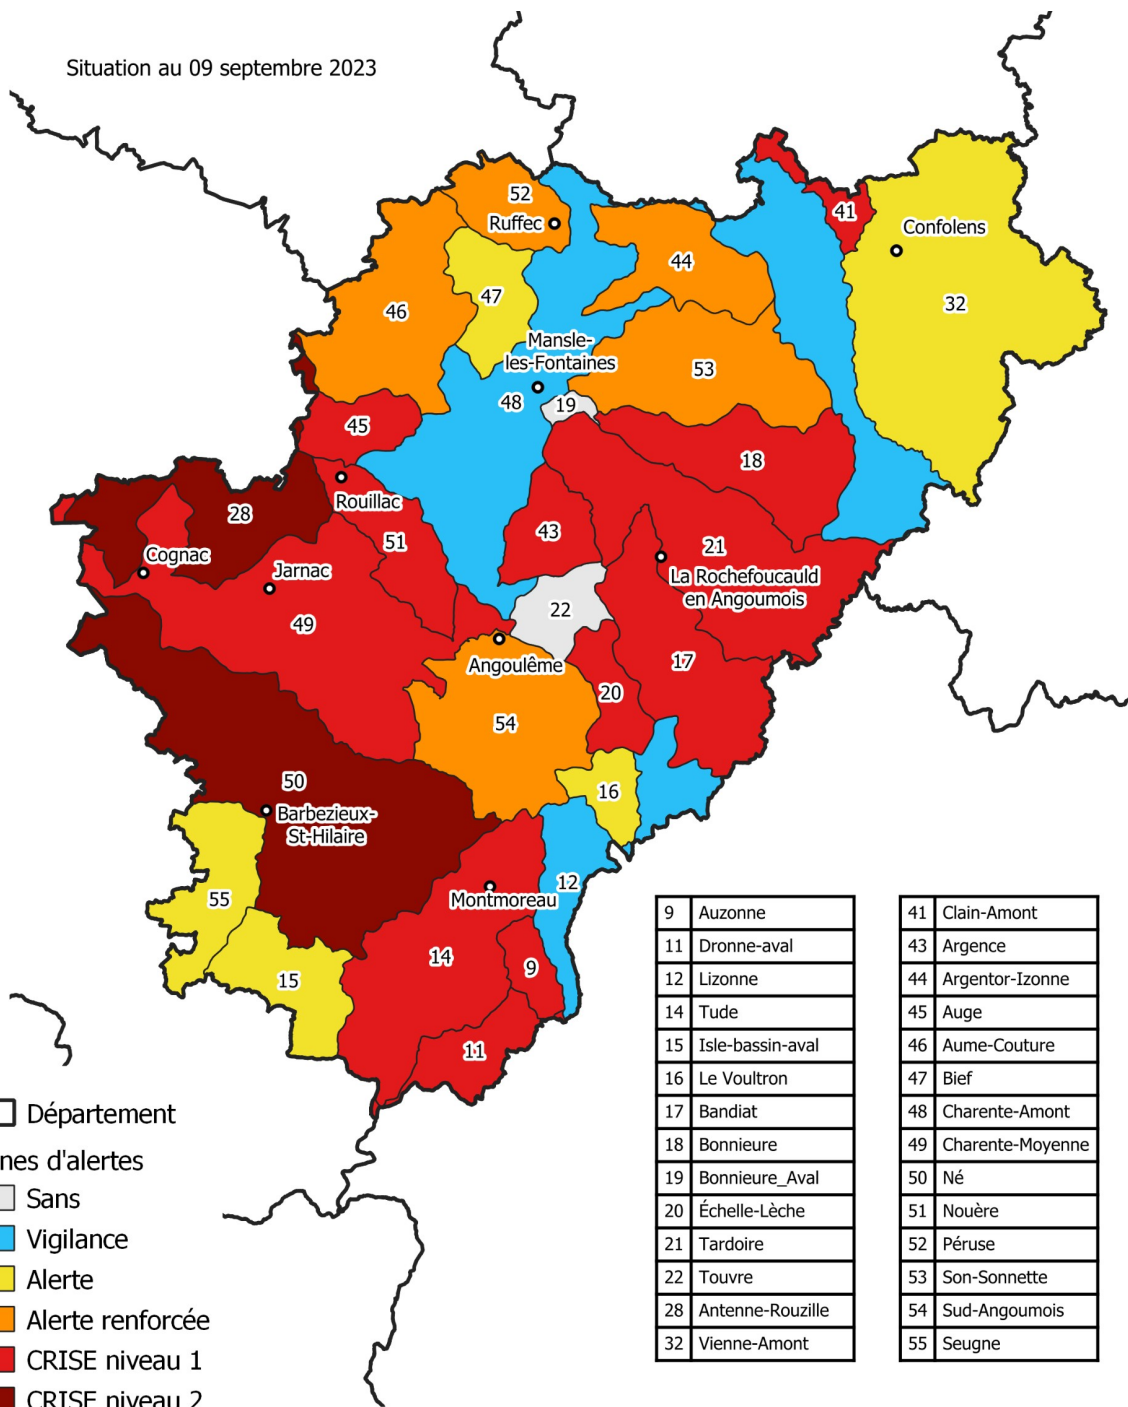 Situation au 09 septembre 2023
52
Ruffec
41
Confolens
44
47
32
46
Mansle-
les-Fontaines
53
48
19
45
18
Rouillac
28
43
51
21
Cognac
Jarnac
La Rochefoucauld
en Angoumois
22
49
Angoulême
17
20
54
50
16
Barbezieux-
St-Hilaire
12
Montmoreau
55
14
9
15
11
9 Auzonne
11 Dronne-aval
12 Lizonne
14 Tude
15 Isle-bassin-aval
16 Le Voultron
17 Bandiat
18 Bonnieure
19 Bonnieure_Aval
20 Échelle-Lèche
21 Tardoire
22 Touvre
28 Antenne-Rouzille
32 Vienne-Amont
41 Clain-Amont
43 Argence
44 Argentor-Izonne
45 Auge
46 Aume-Couture
47 Bief
48 Charente-Amont
49 Charente-Moyenne
50 Né
51 Nouère
52 Péruse
53 Son-Sonnette
54 Sud-Angoumois
55 Seugne
Département
nes d'alertes
Sans
Vigilance
Alerte
Alerte renforcée
CRISE niveau 1
CRISE niveau 2